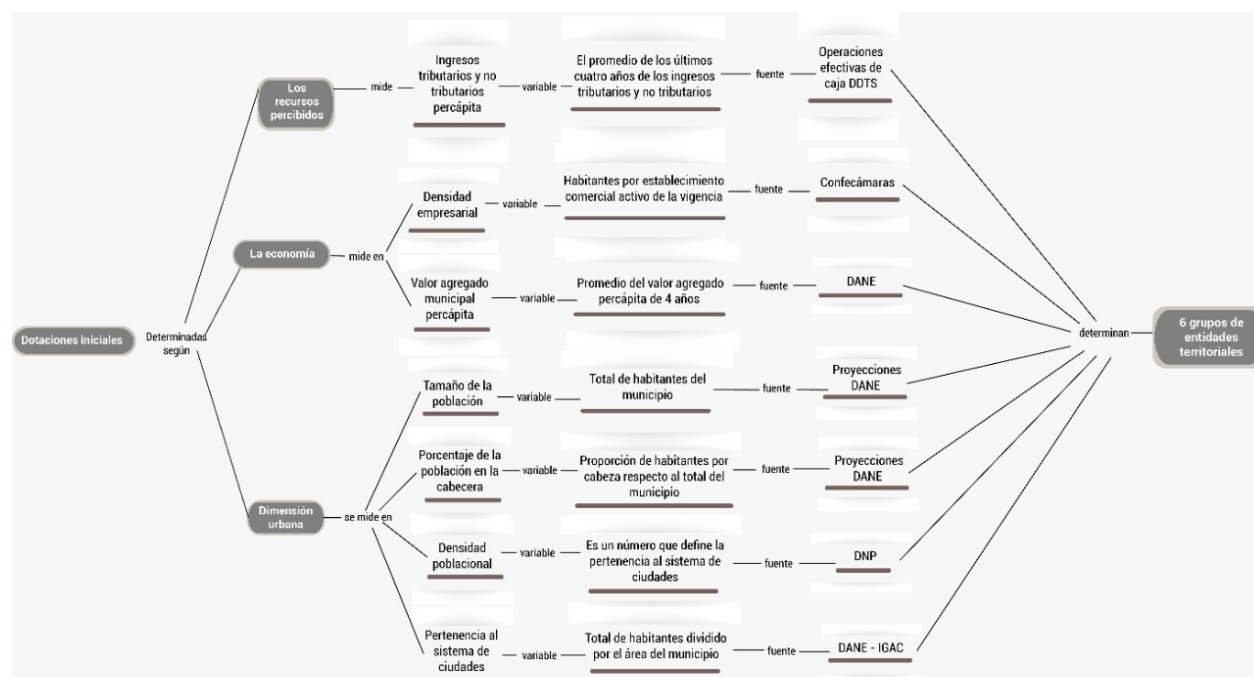 Dotaciones iniciales
Determinadas
según
Los
recursos
percibidos
mide
Ingresos
tributarios y no
tributarios
percápita
variable
El promedio de los últimos
cuatro años de los ingresos
tributarios y no tributarios
fuente
Operaciones
efectivas de
caja DDTS
La economía
mide en
Densidad
empresarial
variable
Habitantes por establecimiento
comercial activo de la vigencia
fuente
Confecámaras
Valor agregado
municipal
percápita
variable
Promedio del valor agregado
percápita de 4 años
fuente
DANE
Dimensión
urbana
se mide en
Tamaño de la
población
variable
Total de habitantes del
municipio
fuente
Proyecciones
DANE
Porcentaje de la
población en la
cabecera
variable
Proporción de habitantes por
cabeza respecto al total del
municipio
fuente
Proyecciones
DANE
Densidad
poblacional
variable
Es un número que define la
pertenencia al sistema de
ciudades
fuente
DNP
Pertenencia al
sistema de
ciudades
variable
Total de habitantes dividido
por el área del municipio
fuente
DANE - IGAC
determinan
6 grupos de
entidades
territoriales